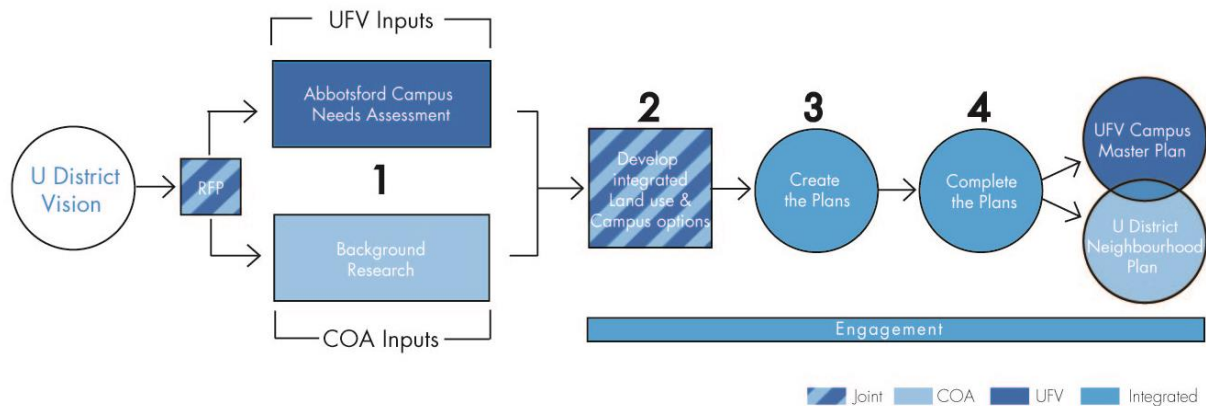 UFV Inputs
Abbotsford Campus
Needs Assessment
U District
Vision
RFP
1
Background
Research
COA Inputs
2
Develop
integrated
Land use &
Campus options
3
Create
the Plans
4
Complete
the Plans
UFV Campus
Master Plan
U District
Neighbourhood
Plan
Engagement
Joint
COA
UFV
Integrated